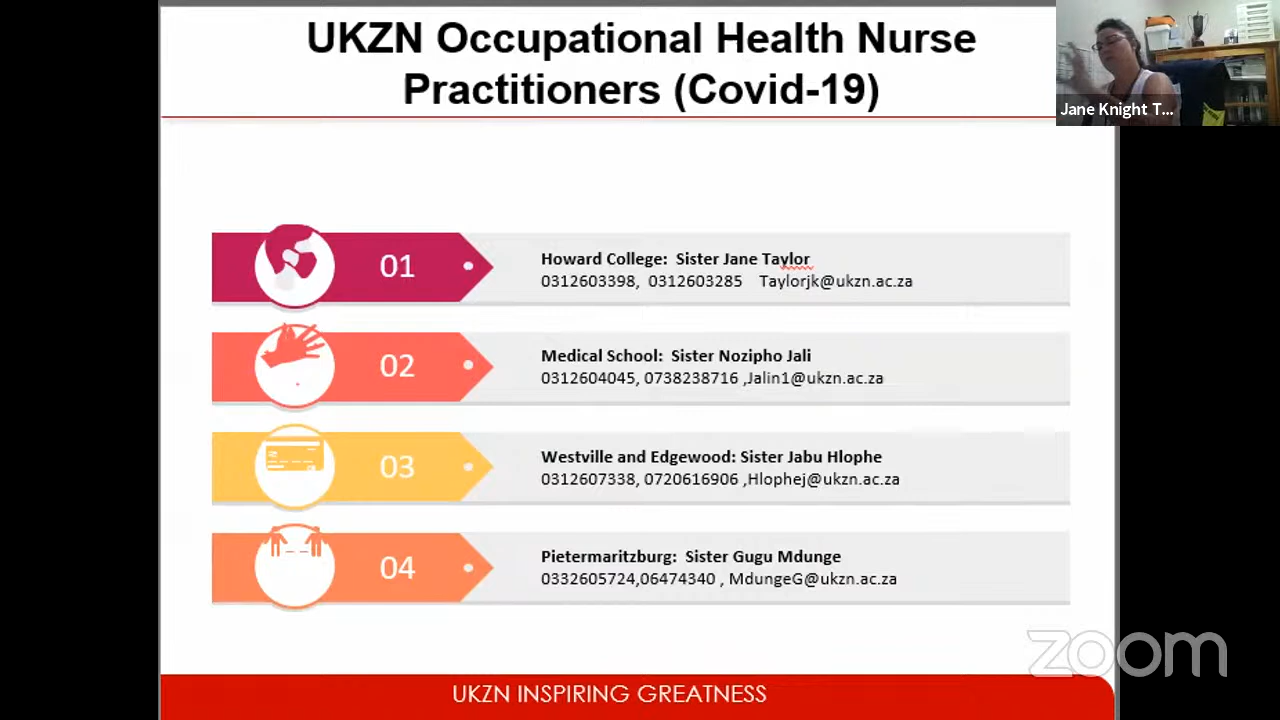 UKZN Occupational Health Nurse
Practitioners (Covid-19)
Jane Knight T...
01
Howard College: Sister Jane Taylor
0312603398, 0312603285 Taylorjk@ukzn.ac.za
02
Medical School: Sister Nozipho Jali
0312604045, 0738238716 ,Jalin1@ukzn.ac.za
03
Westville and Edgewood: Sister Jabu Hlophe
0312607338, 0720616906 ,Hlophej@ukzn.ac.za
04
Pietermaritzburg: Sister Gugu Mdunge
0332605724,06474340 , MdungeG@ukzn.ac.za
zoom
UKZN INSPIRING GREATNESS